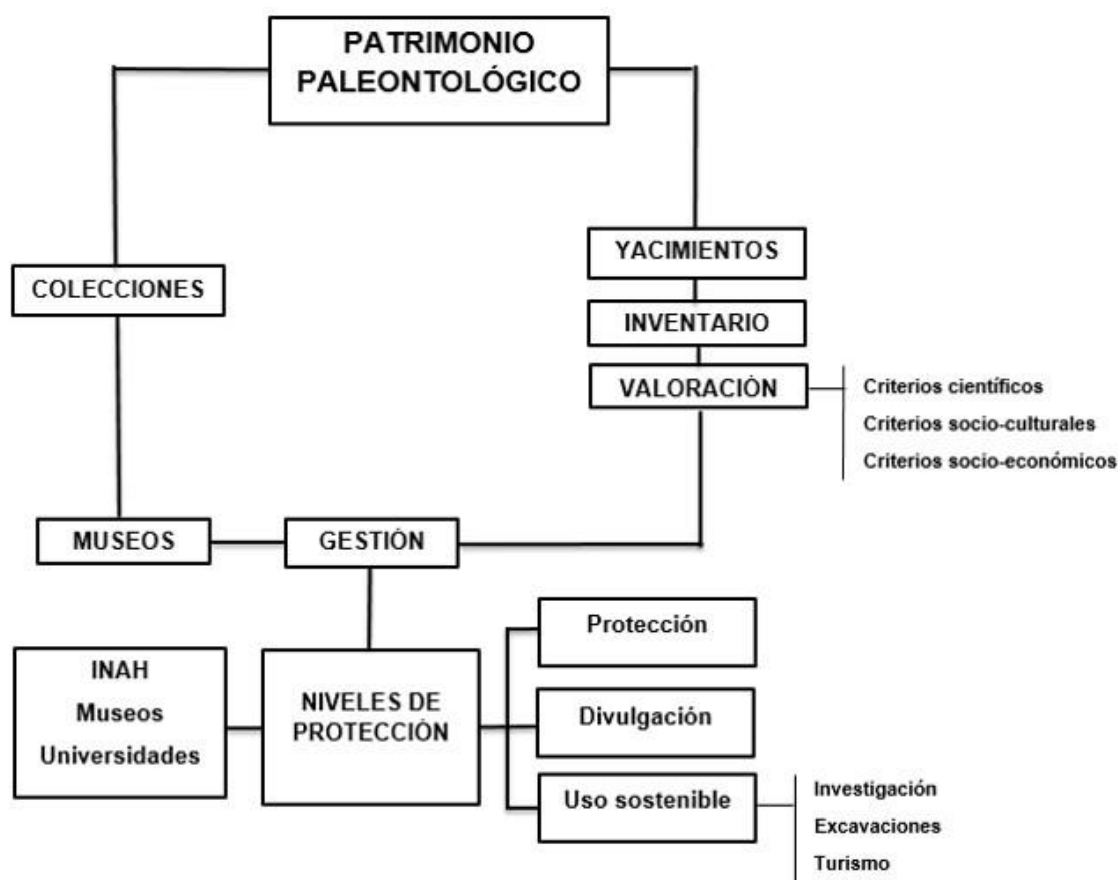 PATRIMONIO
PALEONTOLÓGICO
YACIMIENTOS
COLECCIONES
INVENTARIO
VALORACIÓN
Criterios científicos
Criterios socio-culturales
Criterios socio-económicos
MUSEOS
GESTIÓN
Protección
INAH
Museos
Universidades
NIVELES DE
PROTECCIÓN
Divulgación
Uso sostenible
Investigación
Excavaciones
Turismo